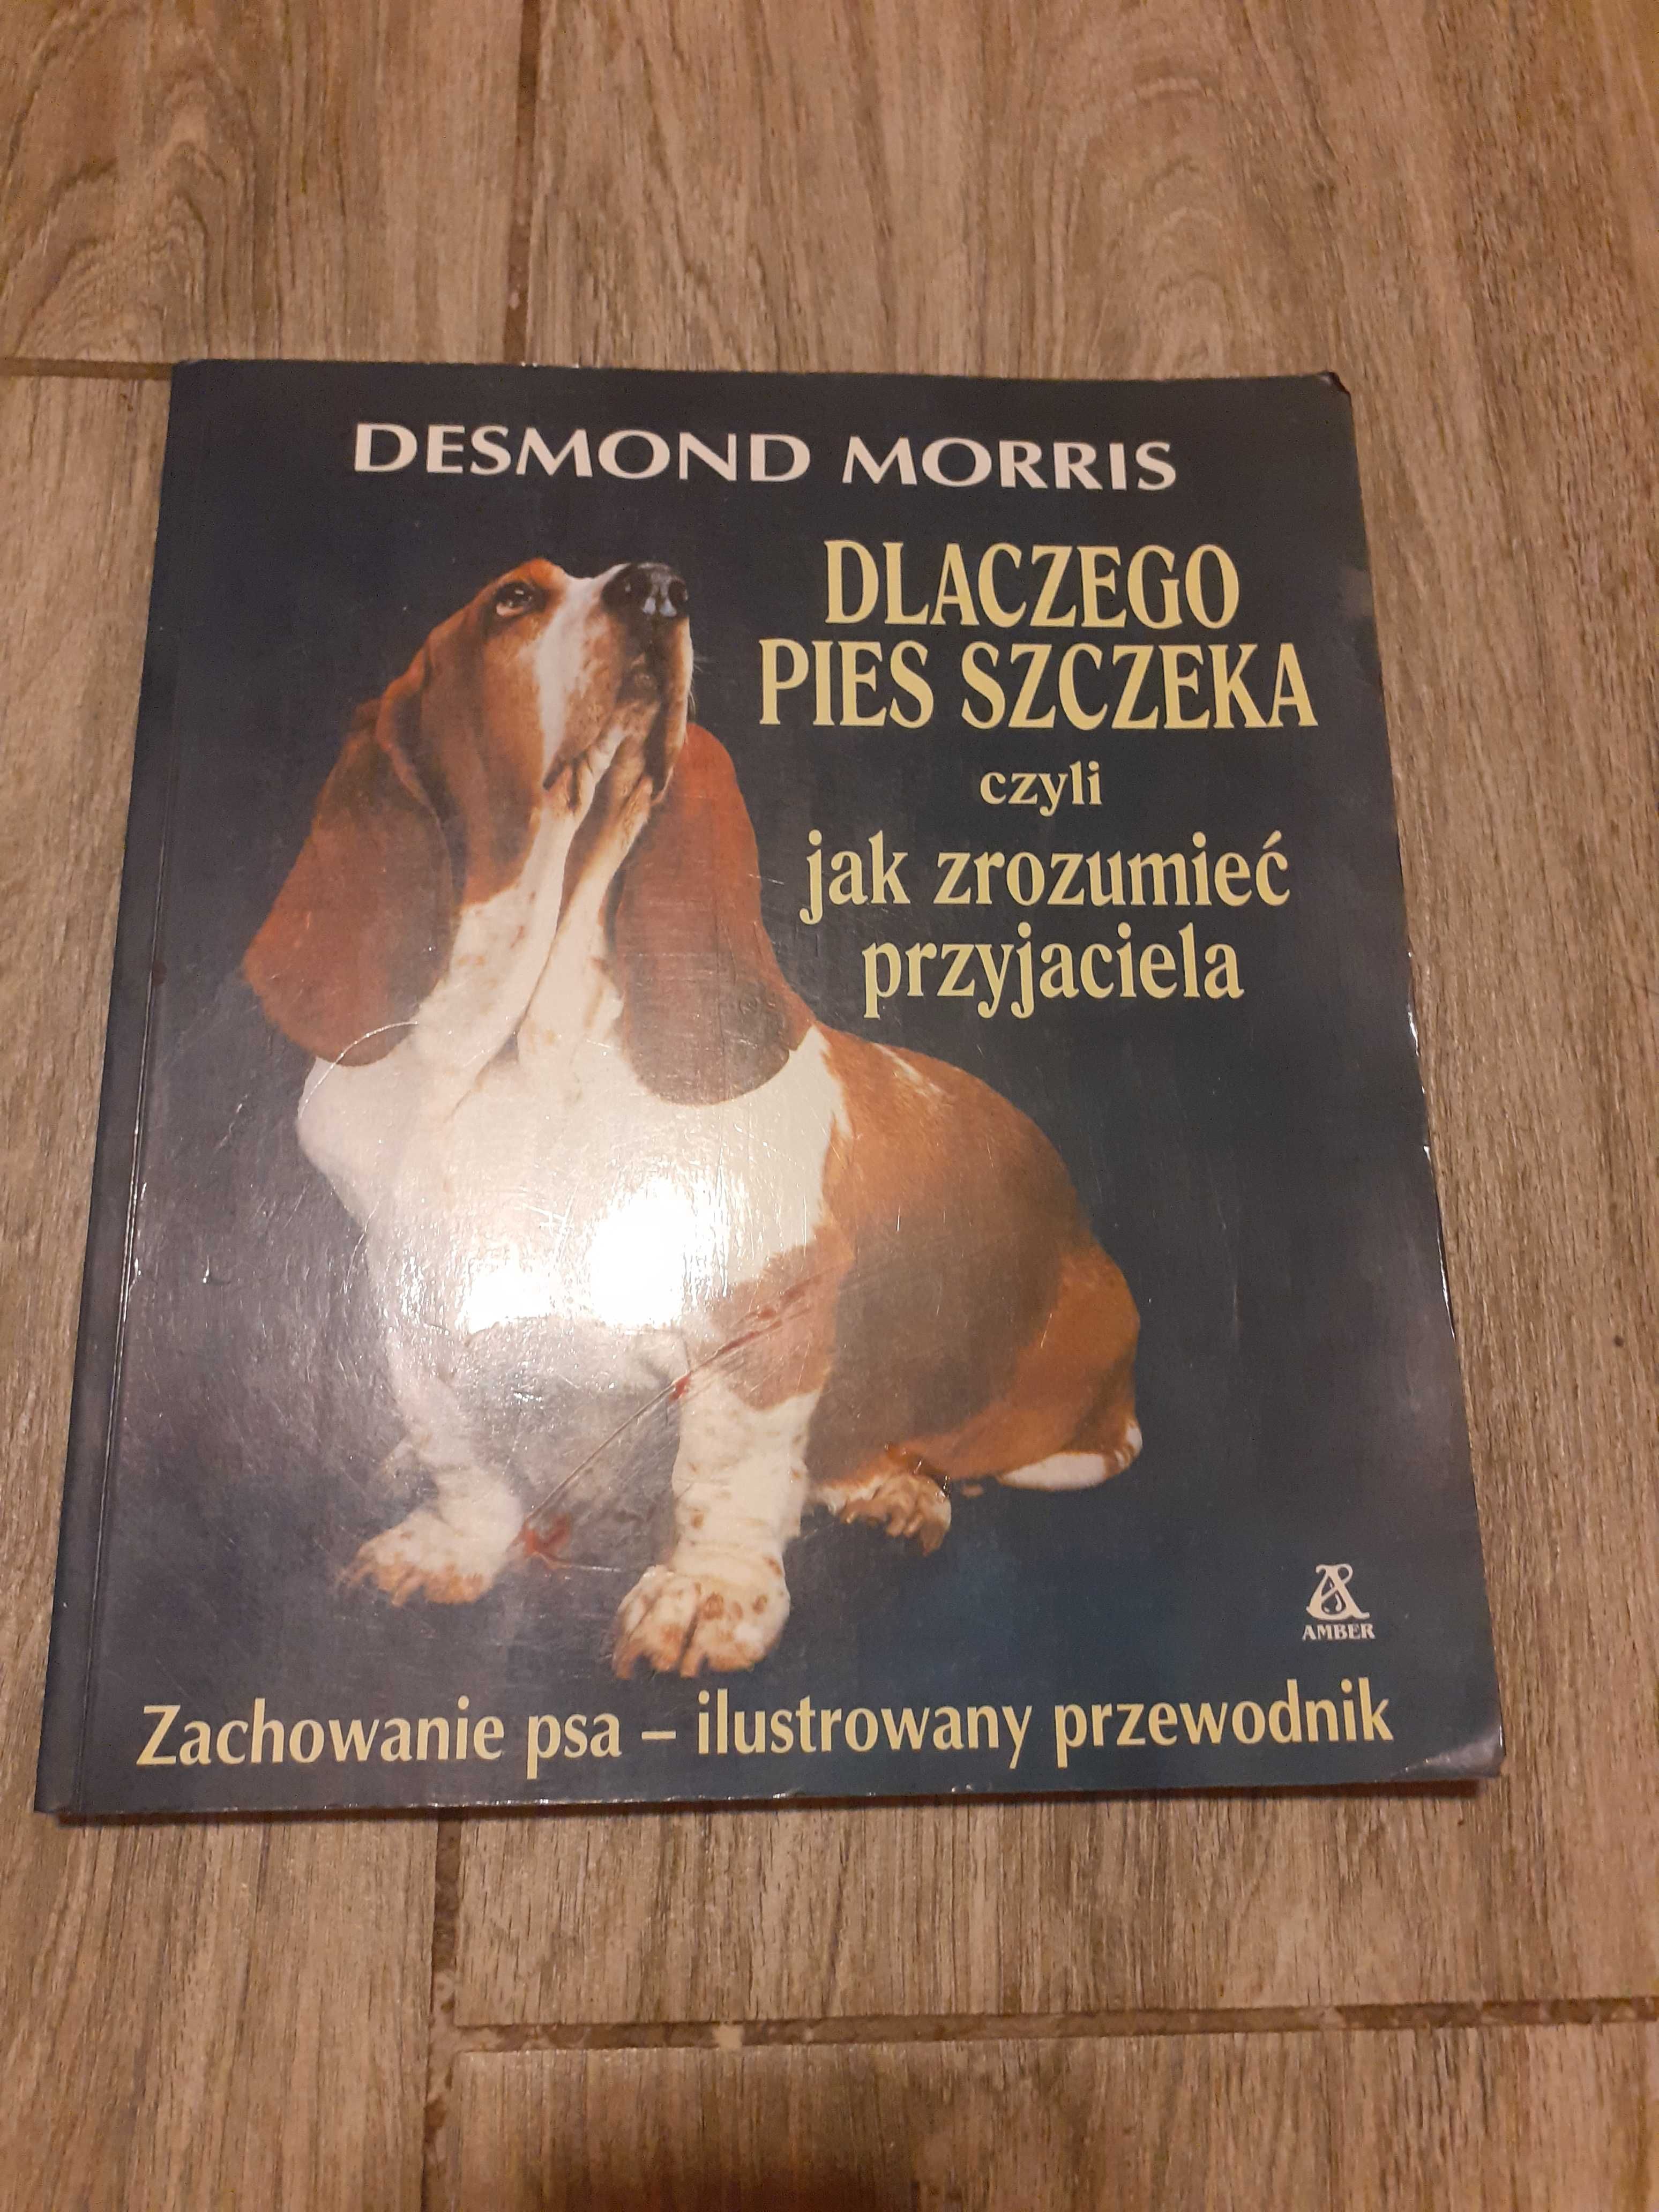 DESMOND MORRIS
DLACZEGO
PIES SZCZEKA
czyli
jak zrozumieć
przyjaciela
AMBER
Zachowanie psa – ilustrowany przewodnik